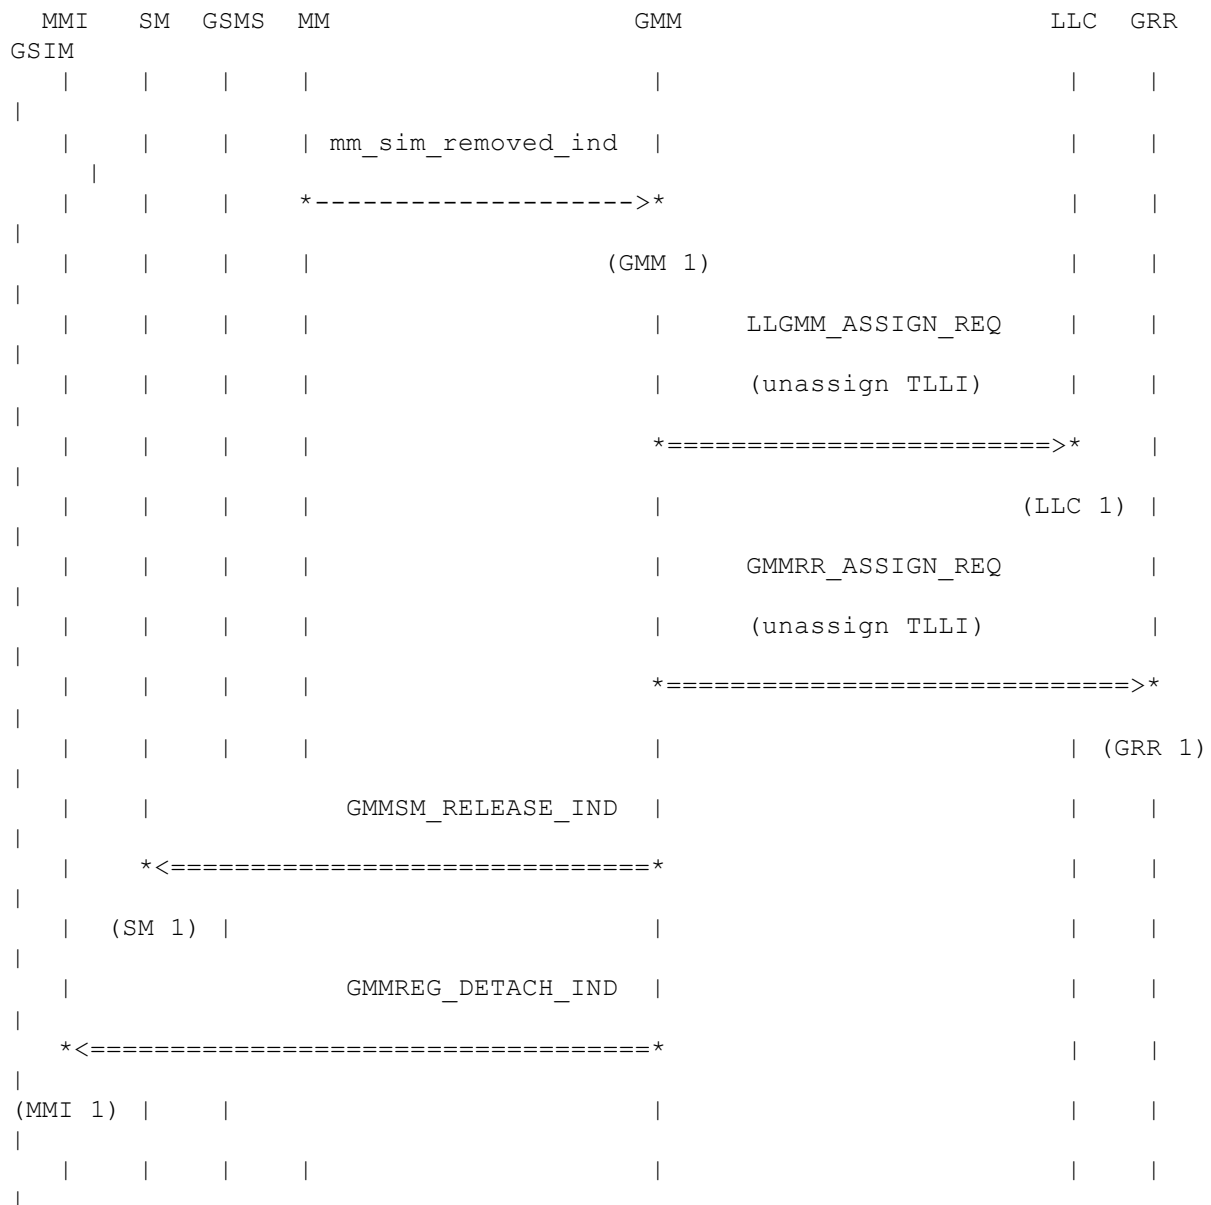 MMI SM GSMS MM GMM LLC GRR
GSIM
| | | | | | |
|
| | | | mm_sim_removed_ind | | |
|
| | | *-------------------->* | |
|
| | | | (GMM 1) | |
|
| | | | | LLGMM_ASSIGN_REQ | |
|
| | | | | (unassign TLLI) | |
|
| | | | *========================>* |
|
| | | | | (LLC 1) |
|
| | | | | GMMRR_ASSIGN_REQ |
|
| | | | | (unassign TLLI) |
|
| | | | *=============================>*
|
| | | | | | (GRR 1)
|
| | GMMSM_RELEASE_IND | | |
|
| *<==============================* | |
|
| (SM 1) | | | |
|
| GMMREG_DETACH_IND | | |
|
*<===================================* | |
|
(MMI 1) | | | | |
|
| | | | | | |
|